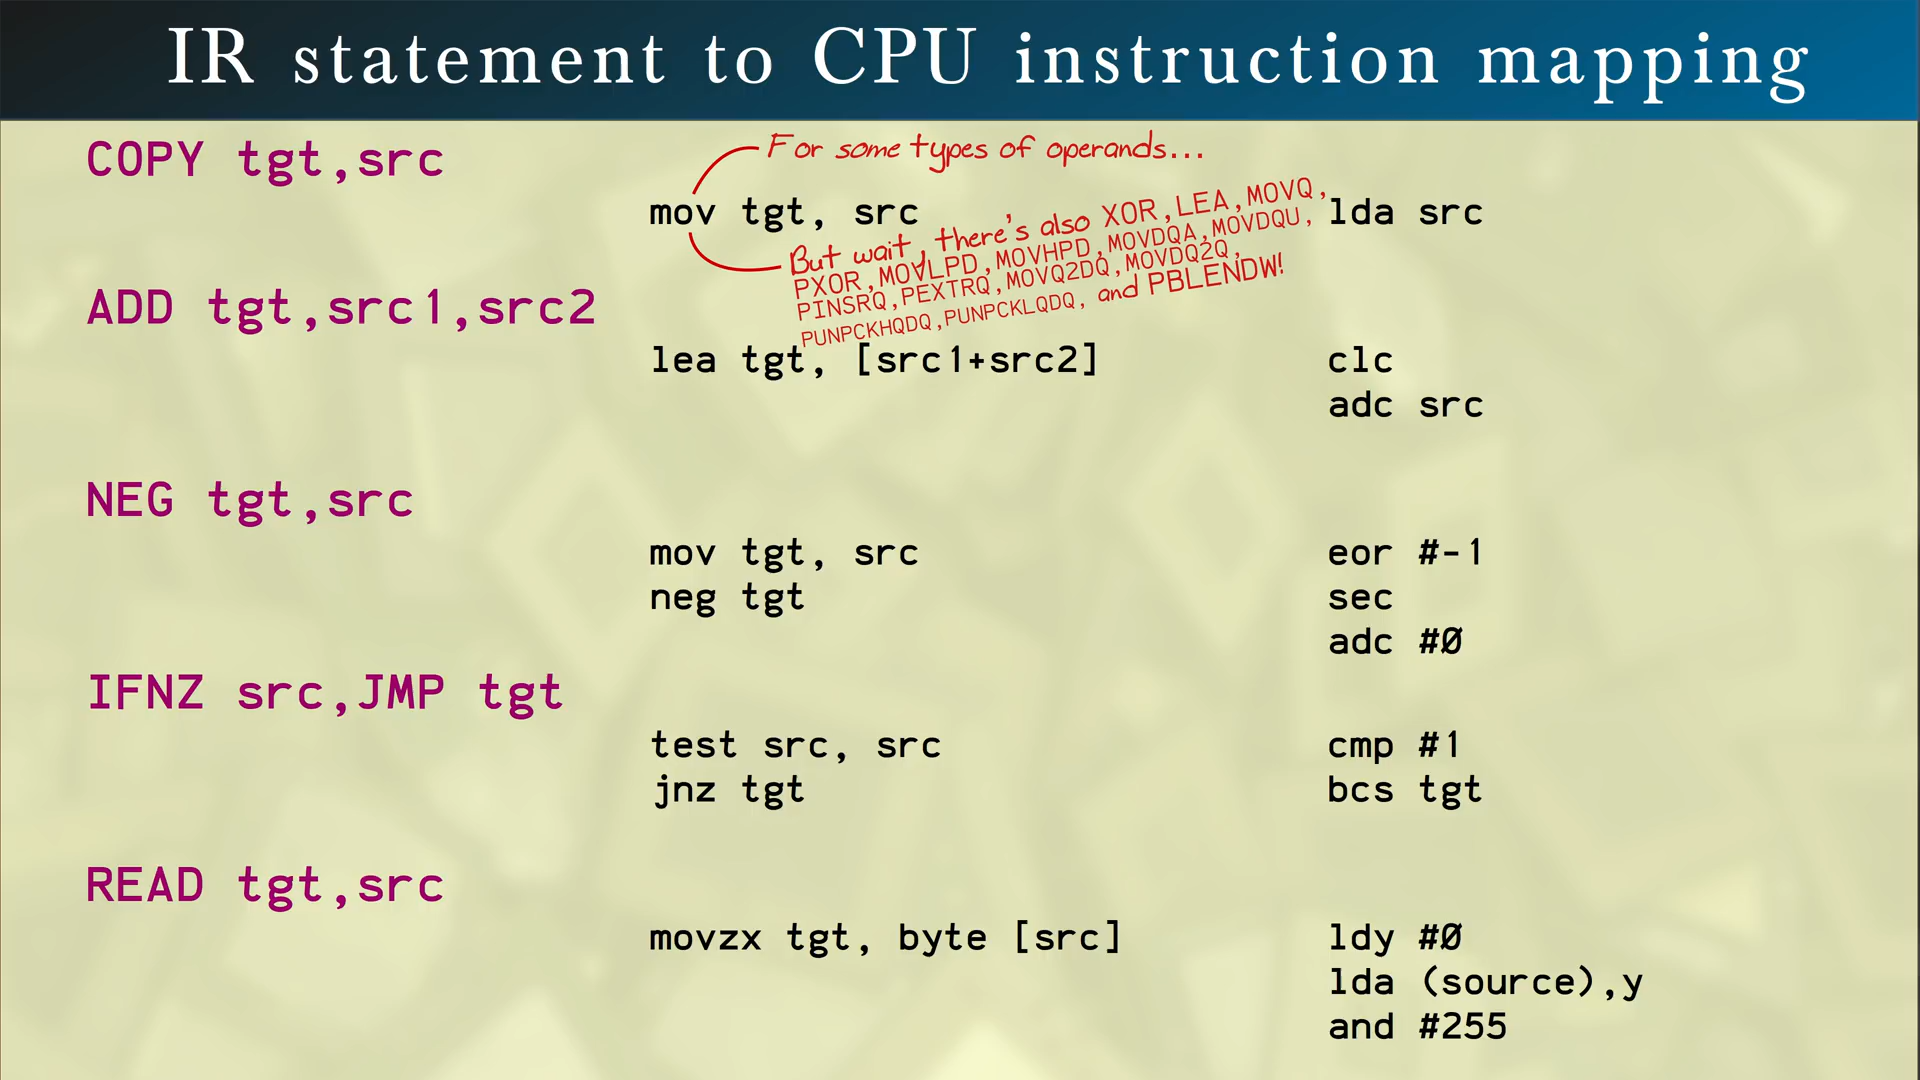 IR statement to CPU instruction mapping
COPY tgt,src
For some types of operands...
mov tgt, src
But wait, there's also XOR,LEA,MOVQ,
PXOR,MOVLPD,MOVHPD,MOVDQA,MOVDQU,
PINSRQ,PEXTRQ,MOVQ2DQ,MOVDQ2Q,
PUNPCKHQDQ,PUNPCKLQDQ, and PBLENDW!
lda src
ADD tgt,src1,src2
lea tgt, [src1+src2]
clc
adc src
NEG tgt,src
mov tgt, src
neg tgt
eor #-1
sec
adc #0
IFNZ src,JMP tgt
test src, src
jnz tgt
cmp #1
bcs tgt
READ tgt,src
movzx tgt, byte [src]
ldy #0
lda (source),y
and #255